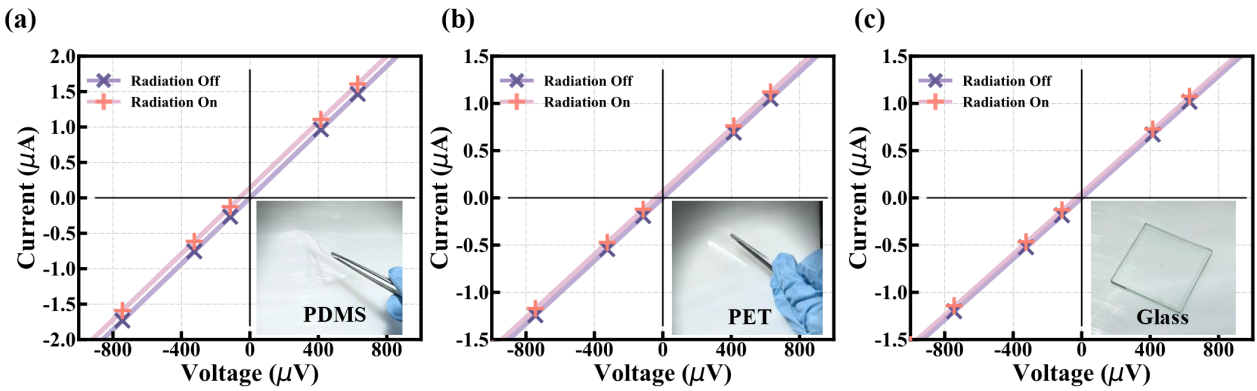 (a)
2.0
1.5
1.0
0.5
0.0
-0.5
-1.0
-1.5
-2.0
Current (μA)
Radiation Off
Radiation On
PDMS
-800
-400
0
400
800
Voltage (μV)
(b)
1.5
1.0
0.5
0.0
-0.5
-1.0
-1.5
Current (μA)
Radiation Off
Radiation On
PET
-800
-400
0
400
800
Voltage (μV)
(c)
1.5
1.0
0.5
0.0
-0.5
-1.0
-1.5
Current (μA)
Radiation Off
Radiation On
Glass
-800
-400
0
400
800
Voltage (μV)